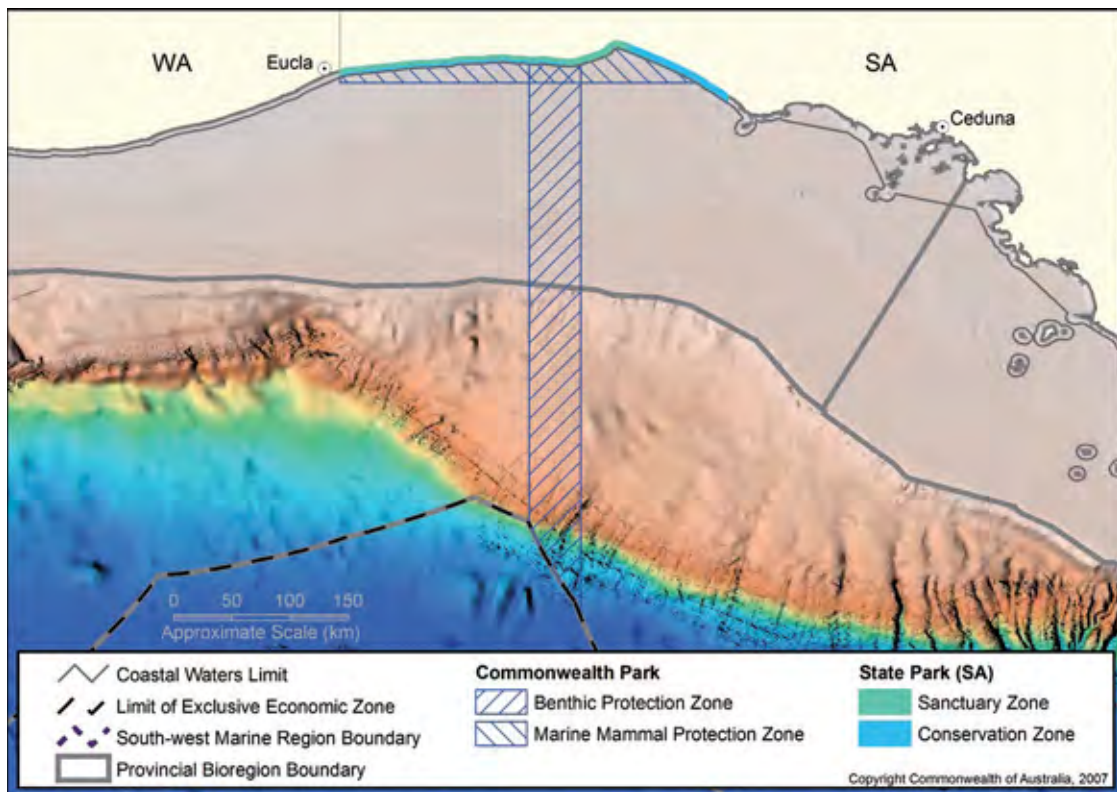 WA
Eucla
SA
Ceduna
0 50 100 150
Approximate Scale (km)
Coastal Waters Limit
Limit of Exclusive Economic Zone
South-west Marine Region Boundary
Provincial Bioregion Boundary
Commonwealth Park
Benthic Protection Zone
Marine Mammal Protection Zone
State Park (SA)
Sanctuary Zone
Conservation Zone
Copyright Commonwealth of Australia, 2007